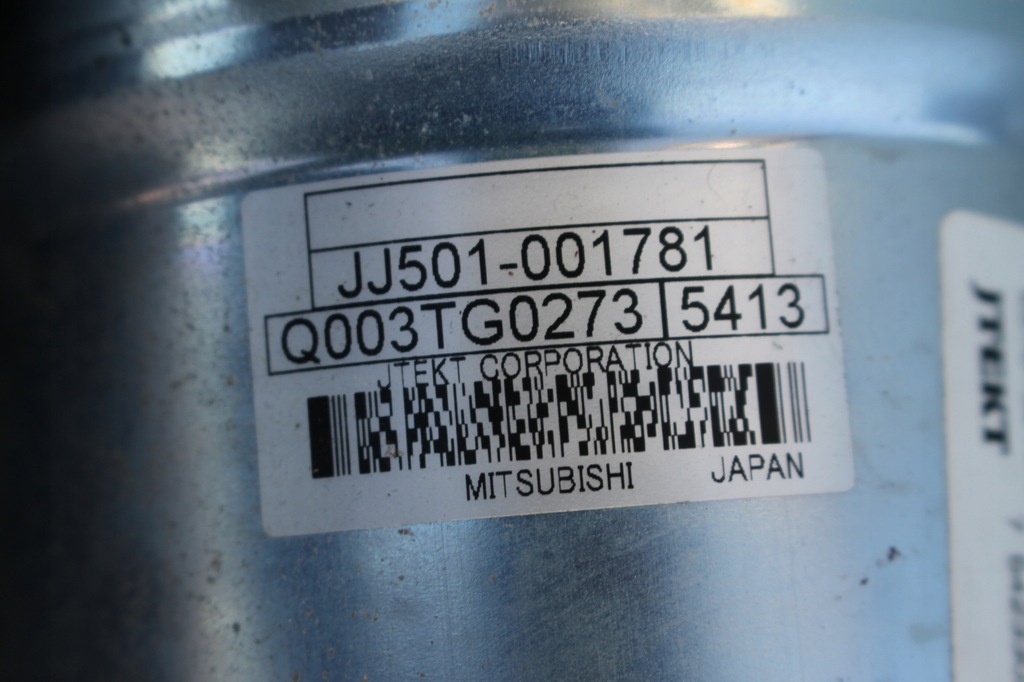 JJ501-001781
Q003TG0273 5413
JTEKT CORPORATION
MITSUBISHI JAPAN
JTEKT